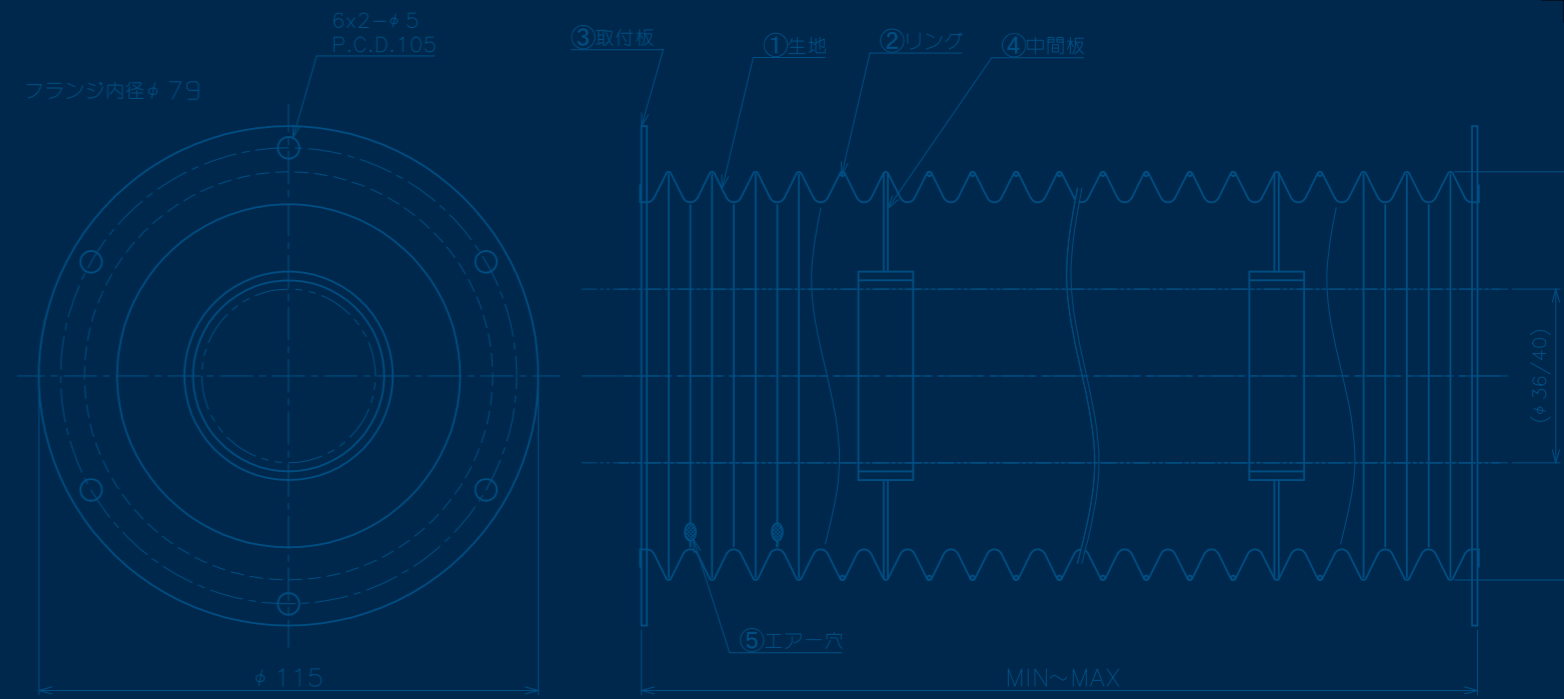 6x2-φ5
P.C.D.105
フランジ内径φ79
③取付板
①生地
②リング
④中間板
(φ36/40)
⑤エアー穴
φ115
MIN～MAX